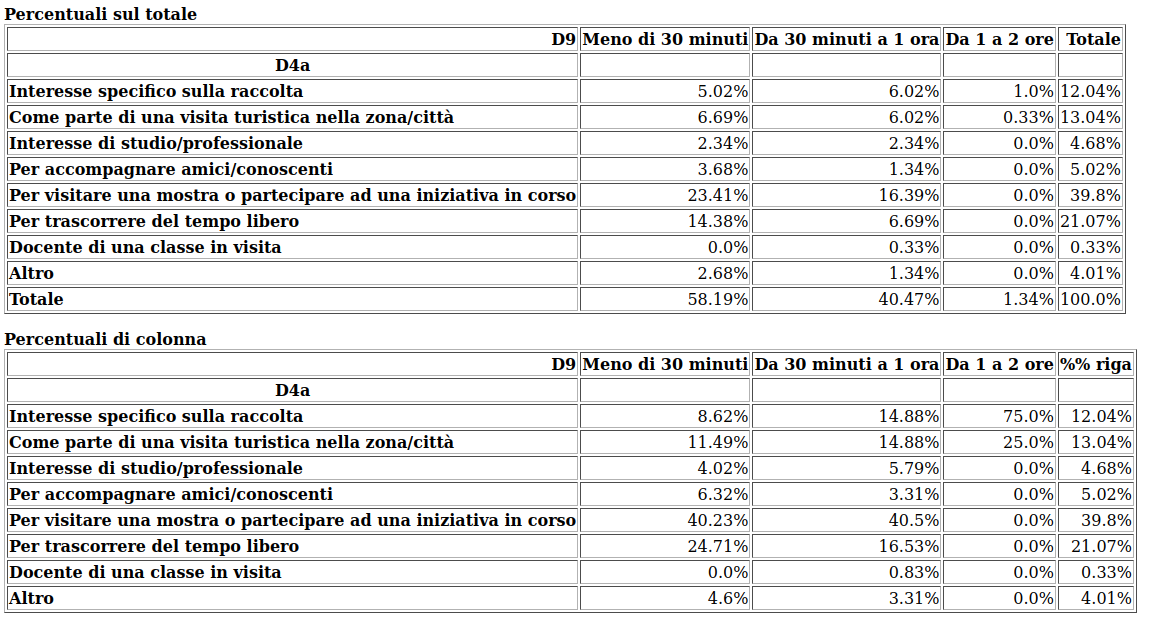 Percentuali sul totale
D9 Meno di 30 minuti Da 30 minuti a 1 ora Da 1 a 2 ore Totale
D4a
Interesse specifico sulla raccolta 5.02% 6.02% 1.0% 12.04%
Come parte di una visita turistica nella zona/città 6.69% 6.02% 0.33% 13.04%
Interesse di studio/professionale 2.34% 2.34% 0.0% 4.68%
Per accompagnare amici/conoscenti 3.68% 1.34% 0.0% 5.02%
Per visitare una mostra o partecipare ad una iniziativa in corso 23.41% 16.39% 0.0% 39.8%
Per trascorrere del tempo libero 14.38% 6.69% 0.0% 21.07%
Docente di una classe in visita 0.0% 0.33% 0.0% 0.33%
Altro 2.68% 1.34% 0.0% 4.01%
Totale 58.19% 40.47% 1.34% 100.0%
Percentuali di colonna
D9 Meno di 30 minuti Da 30 minuti a 1 ora Da 1 a 2 ore %% riga
D4a
Interesse specifico sulla raccolta 8.62% 14.88% 75.0% 12.04%
Come parte di una visita turistica nella zona/città 11.49% 14.88% 25.0% 13.04%
Interesse di studio/professionale 4.02% 5.79% 0.0% 4.68%
Per accompagnare amici/conoscenti 6.32% 3.31% 0.0% 5.02%
Per visitare una mostra o partecipare ad una iniziativa in corso 40.23% 40.5% 0.0% 39.8%
Per trascorrere del tempo libero 24.71% 16.53% 0.0% 21.07%
Docente di una classe in visita 0.0% 0.83% 0.0% 0.33%
Altro 4.6% 3.31% 0.0% 4.01%